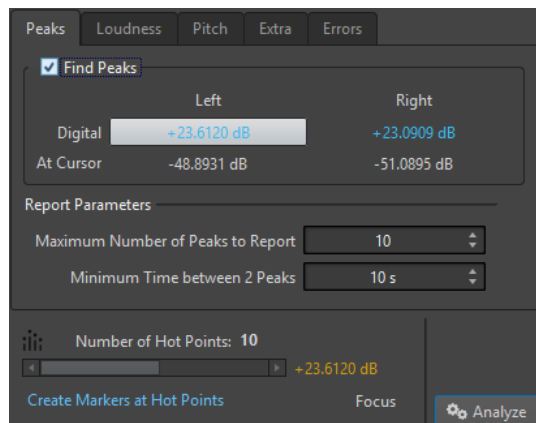 Peaks Loudness Pitch Extra Errors
Find Peaks
Left Right
Digital +23.6120 dB +23.0909 dB
At Cursor -48.8931 dB -51.0895 dB
Report Parameters
Maximum Number of Peaks to Report 10
Minimum Time between 2 Peaks 10 s
Number of Hot Points: 10
+23.6120 dB
Create Markers at Hot Points Focus
Analyze